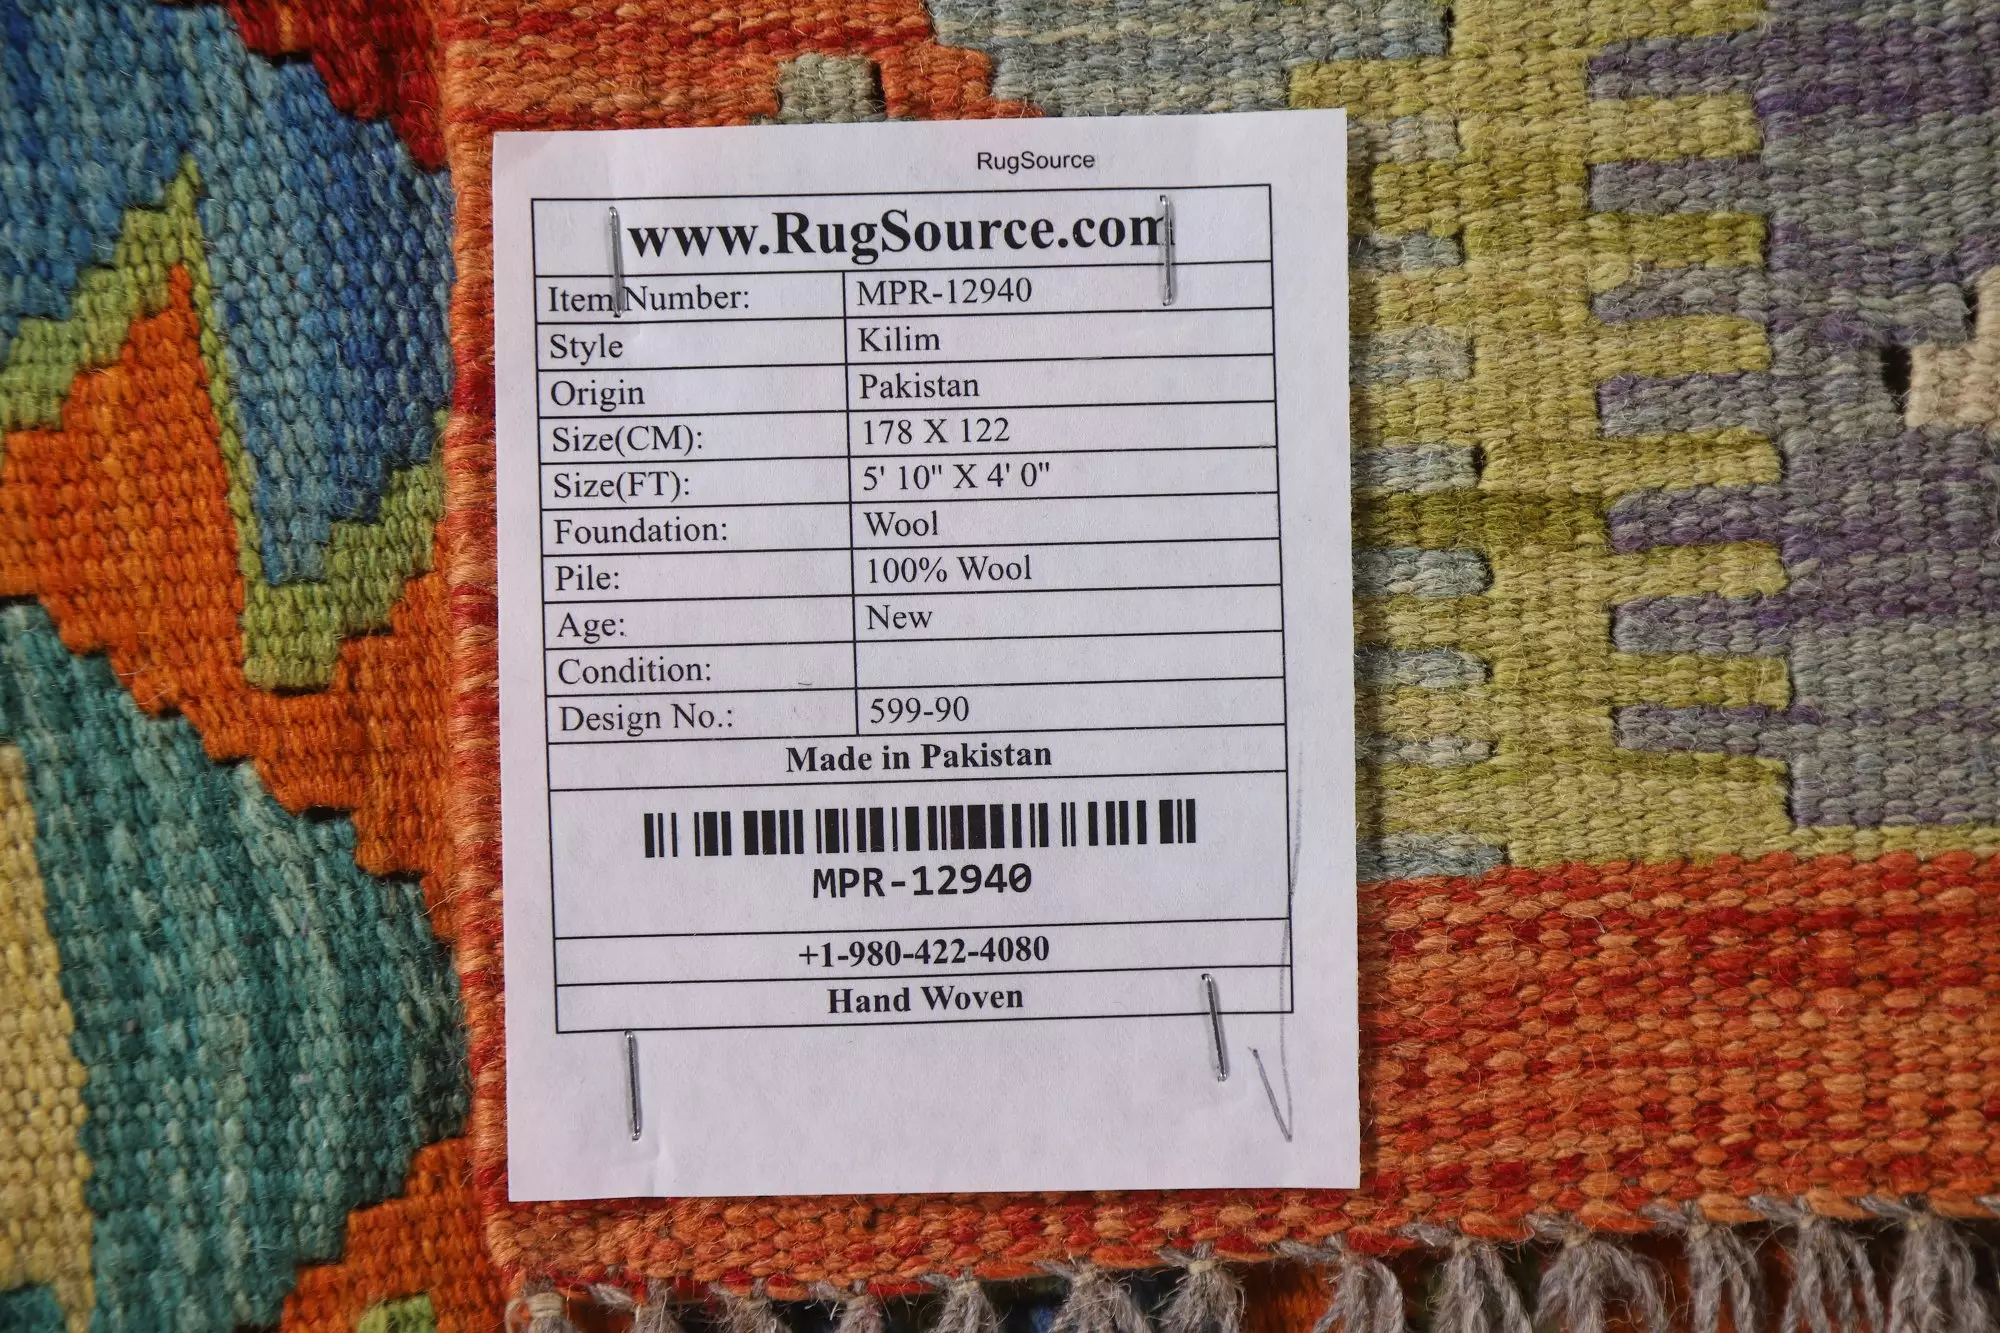 RugSource
www.RugSource.com
Item Number: MPR-12940
Style Kilim
Origin Pakistan
Size(CM): 178 X 122
Size(FT): 5' 10" X 4' 0"
Foundation: Wool
Pile: 100% Wool
Age: New
Condition:
Design No.: 599-90
Made in Pakistan
MPR-12940
+1-980-422-4080
Hand Woven